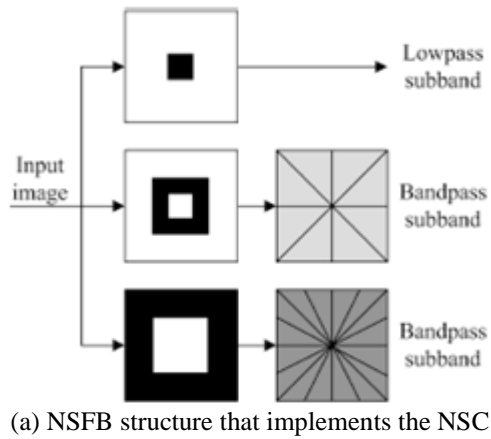 Lowpass
subband
Input
image
Bandpass
subband
Bandpass
subband
(a) NSFB structure that implements the NSC